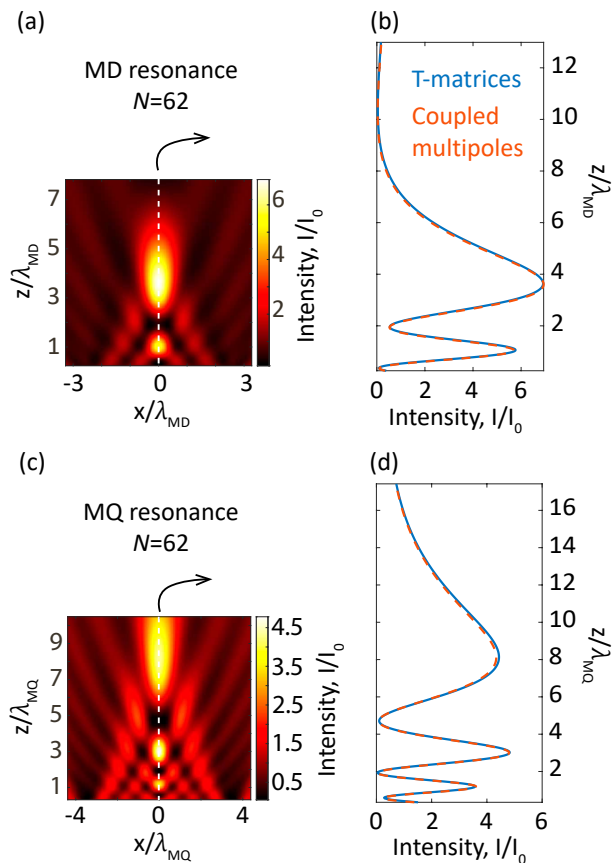 (a)
MD resonance
N=62
7
5
3
1
z/λMD
-3 0 3
x/λMD
6
4
2
Intensity, I/I0
(b)
T-matrices
Coupled
multipoles
12
10
8
6
4
2
z/λMD
0 2 4 6
Intensity, I/I0
(c)
MQ resonance
N=62
9
7
5
3
1
z/λMQ
-4 0 4
x/λMQ
4.5
3.5
2.5
1.5
0.5
Intensity, I/I0
(d)
16
14
12
10
8
6
4
2
z/λMQ
0 2 4 6
Intensity, I/I0